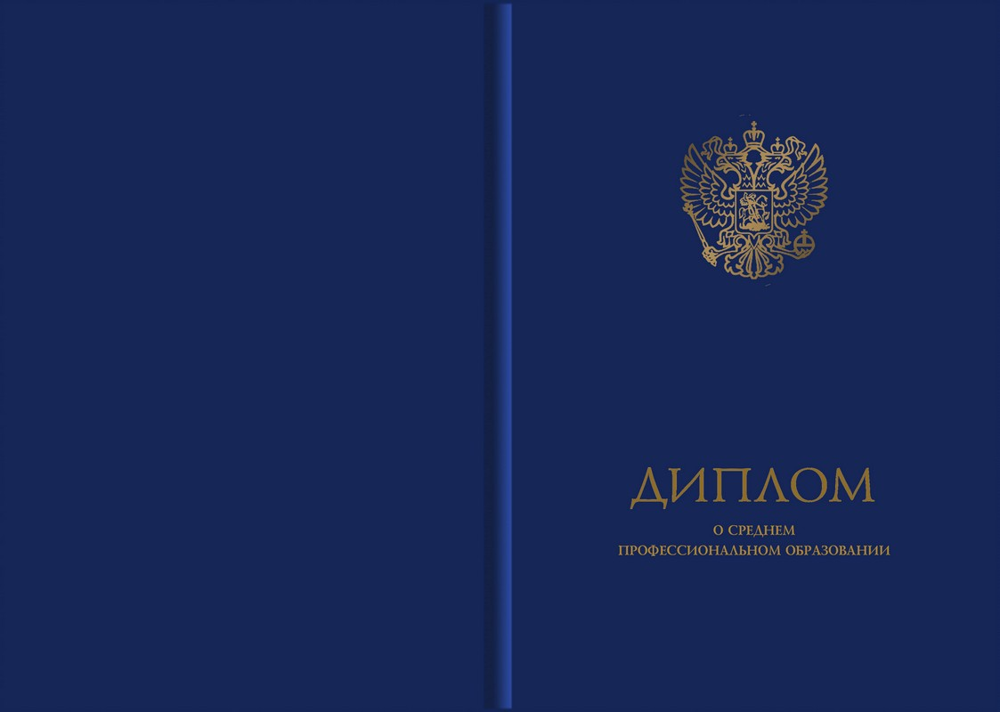 ДИПЛОМ
О СРЕДНЕМ
ПРОФЕССИОНАЛЬНОМ ОБРАЗОВАНИИ